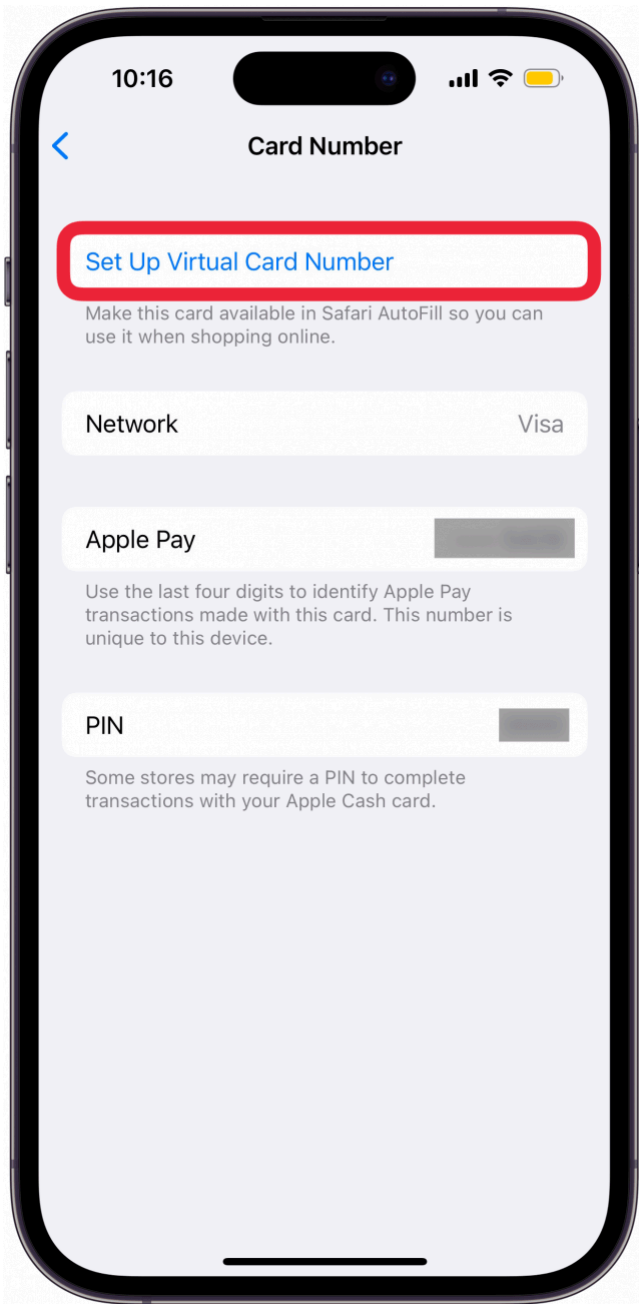 10:16
Card Number
Set Up Virtual Card Number
Make this card available in Safari AutoFill so you can
use it when shopping online.
Network Visa
Apple Pay
Use the last four digits to identify Apple Pay
transactions made with this card. This number is
unique to this device.
PIN
Some stores may require a PIN to complete
transactions with your Apple Cash card.